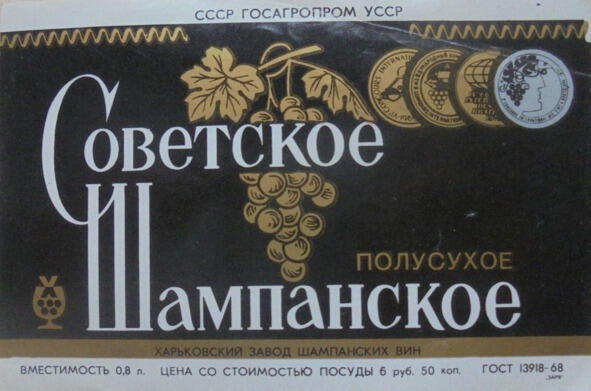 СССР ГОСАГРОПРОМ УССР
Советское
Шампанское
ПОЛУСУХОЕ
ХАРЬКОВСКИЙ ЗАВОД ШАМПАНСКИХ ВИН
ВМЕСТИМОСТЬ 0,8 л. ЦЕНА СО СТОИМОСТЬЮ ПОСУДЫ 6 руб. 50 коп. ГОСТ 13918-68